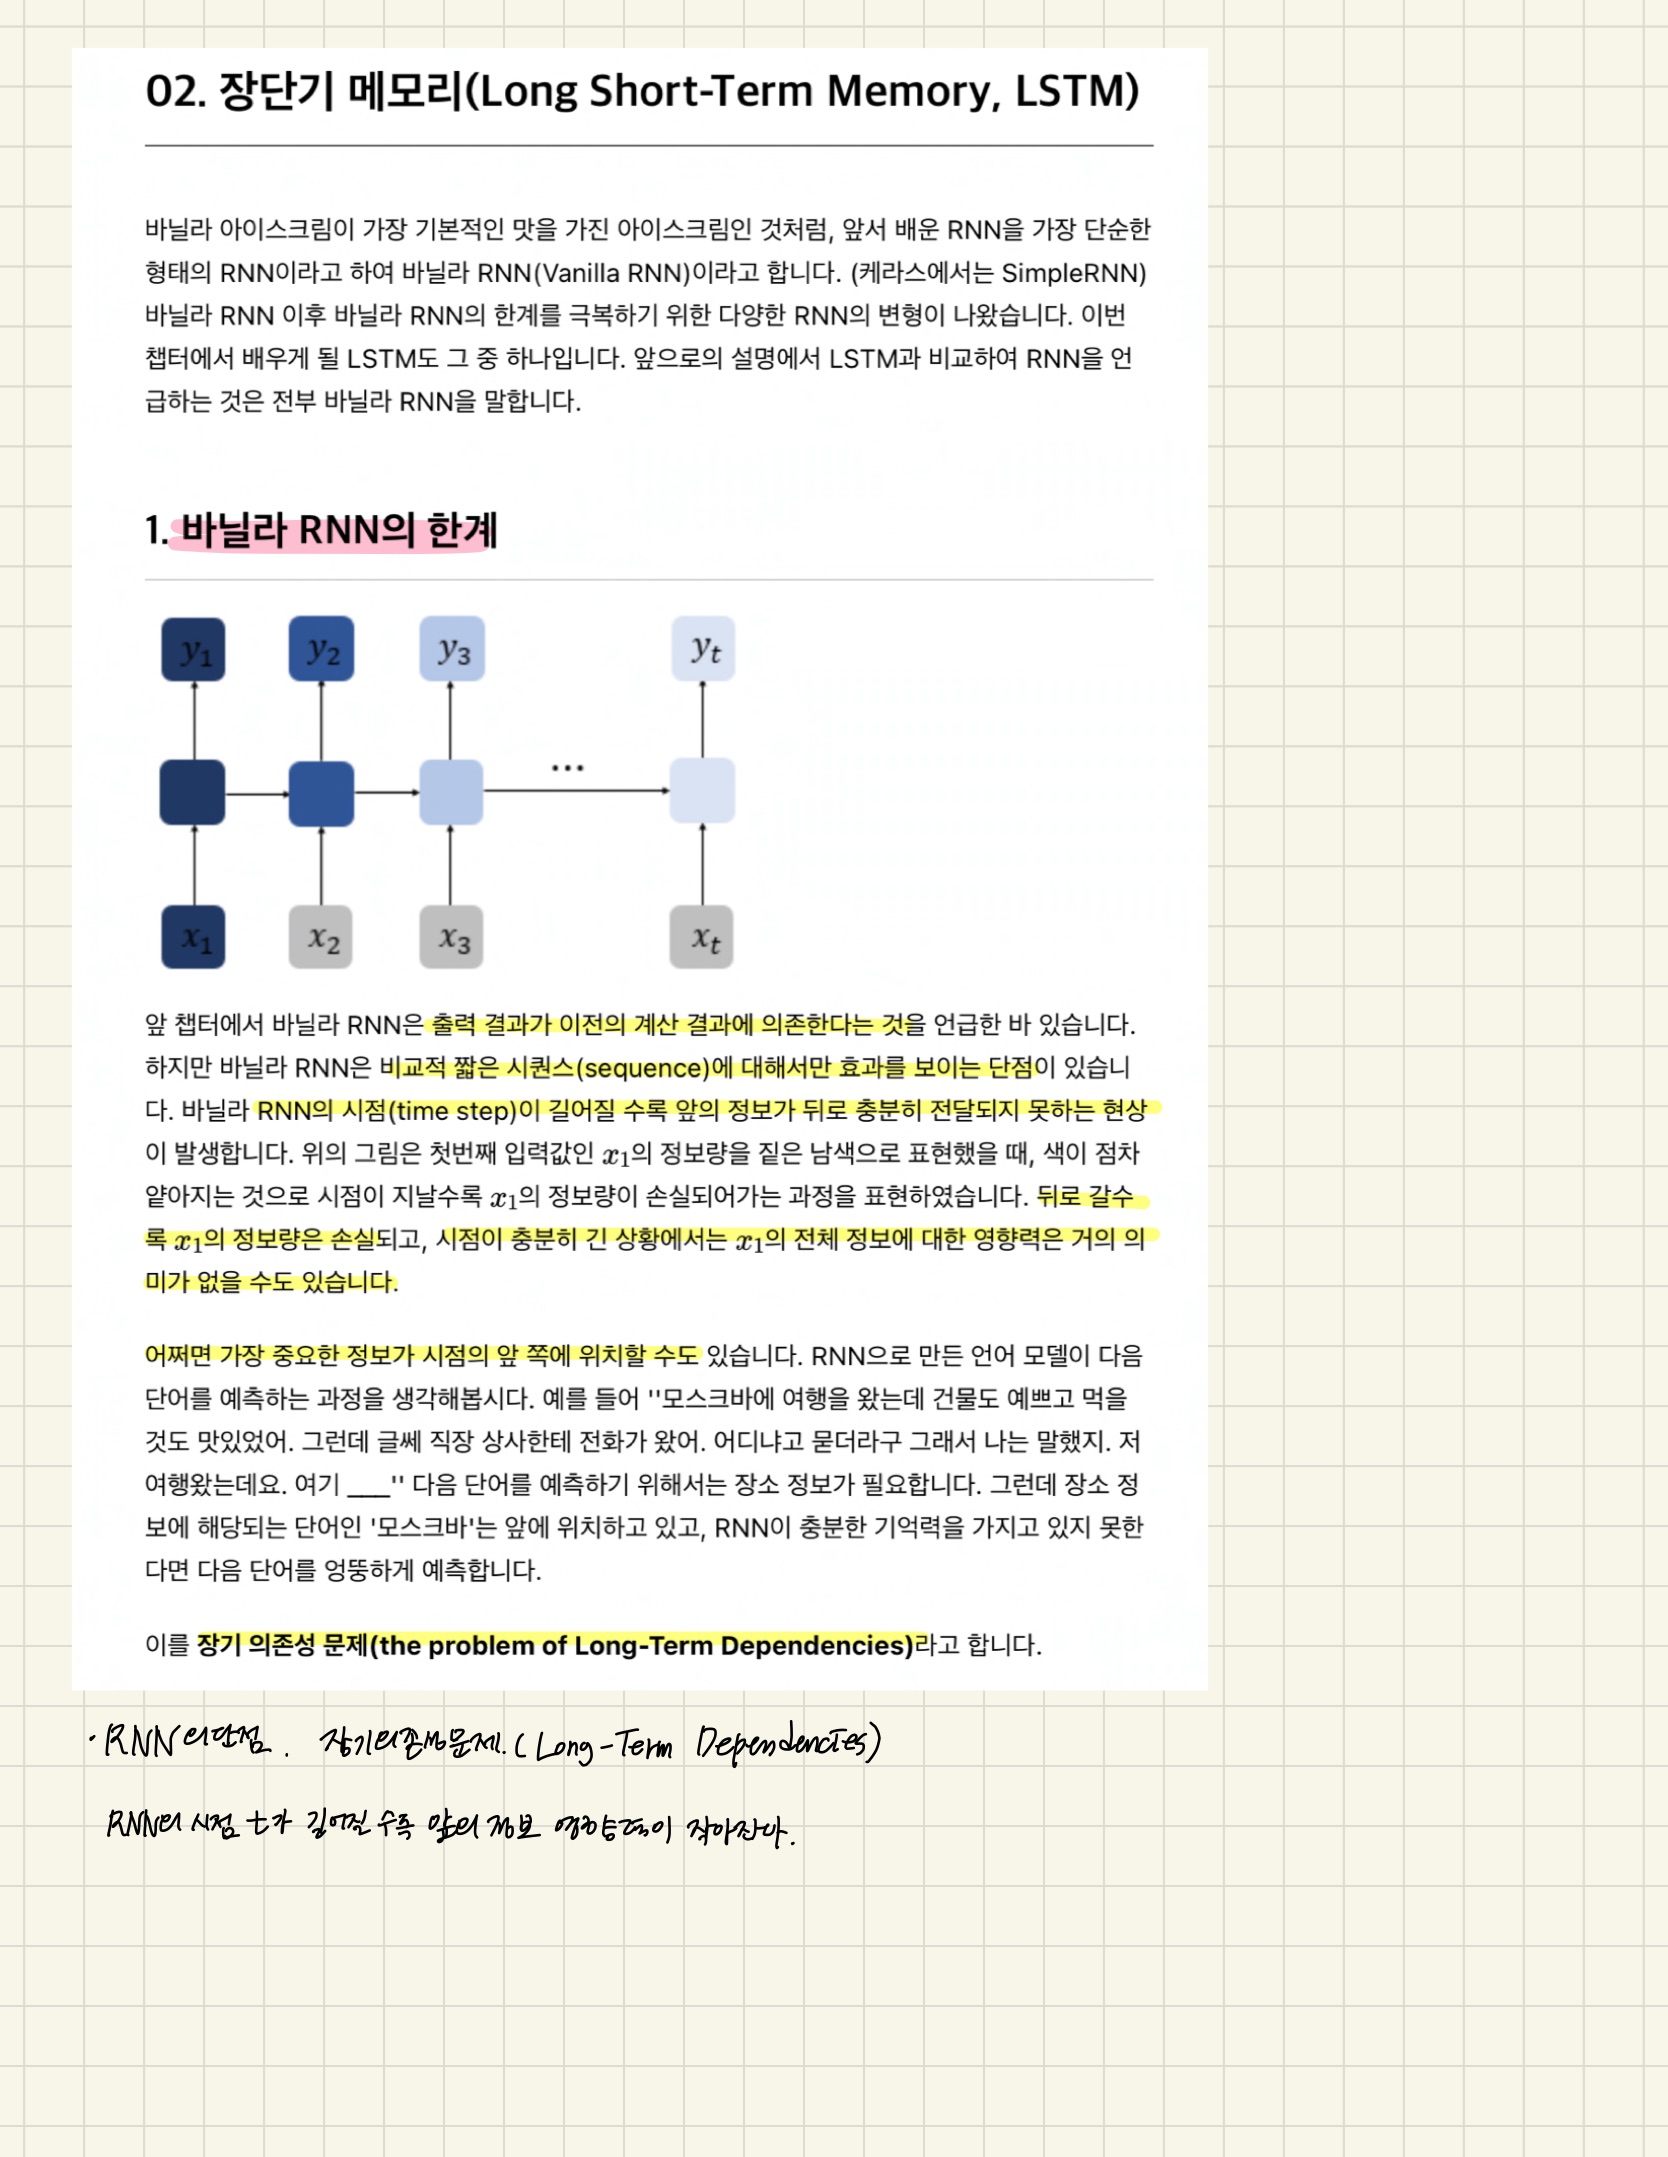 02. 장단기 메모리(Long Short-Term Memory, LSTM)
바닐라 아이스크림이 가장 기본적인 맛을 가진 아이스크림인 것처럼, 앞서 배운 RNN을 가장 단순한
형태의 RNN이라고 하여 바닐라 RNN(Vanilla RNN)이라고 합니다. (케라스에서는 SimpleRNN)
바닐라 RNN 이후 바닐라 RNN의 한계를 극복하기 위한 다양한 RNN의 변형이 나왔습니다. 이번
챕터에서 배우게 될 LSTM도 그 중 하나입니다. 앞으로의 설명에서 LSTM과 비교하여 RNN을 언
급하는 것은 전부 바닐라 RNN을 말합니다.
1. 바닐라 RNN의 한계
y1 y2 y3 yt
...
x1 x2 x3 xt
앞 챕터에서 바닐라 RNN은 출력 결과가 이전의 계산 결과에 의존한다는 것을 언급한 바 있습니다.
하지만 바닐라 RNN은 비교적 짧은 시퀀스(sequence)에 대해서만 효과를 보이는 단점이 있습니
다. 바닐라 RNN의 시점(time step)이 길어질 수록 앞의 정보가 뒤로 충분히 전달되지 못하는 현상
이 발생합니다. 위의 그림은 첫번째 입력값인 x1의 정보량을 짙은 남색으로 표현했을 때, 색이 점차
얕아지는 것으로 시점이 지날수록 x1의 정보량이 손실되어가는 과정을 표현하였습니다. 뒤로 갈수
록 x1의 정보량은 손실되고, 시점이 충분히 긴 상황에서는 x1의 전체 정보에 대한 영향력은 거의 의
미가 없을 수도 있습니다.
어쩌면 가장 중요한 정보가 시점의 앞 쪽에 위치할 수도 있습니다. RNN으로 만든 언어 모델이 다음
단어를 예측하는 과정을 생각해봅시다. 예를 들어 ''모스크바에 여행을 왔는데 건물도 예쁘고 먹을
것도 맛있었어. 그런데 글쎄 직장 상사한테 전화가 왔어. 어디냐고 묻더라구 그래서 나는 말했지. 저
여행왔는데요. 여기 ___'' 다음 단어를 예측하기 위해서는 장소 정보가 필요합니다. 그런데 장소 정
보에 해당되는 단어인 '모스크바'는 앞에 위치하고 있고, RNN이 충분한 기억력을 가지고 있지 못한
다면 다음 단어를 엉뚱하게 예측합니다.
이를 장기 의존성 문제(the problem of Long-Term Dependencies)라고 합니다.
· RNN의 단점. 장기의존성문제. (Long-Term Dependencies)
RNN의 시점 t가 길어질 수록 앞의 정보 영향력이 작아진다.